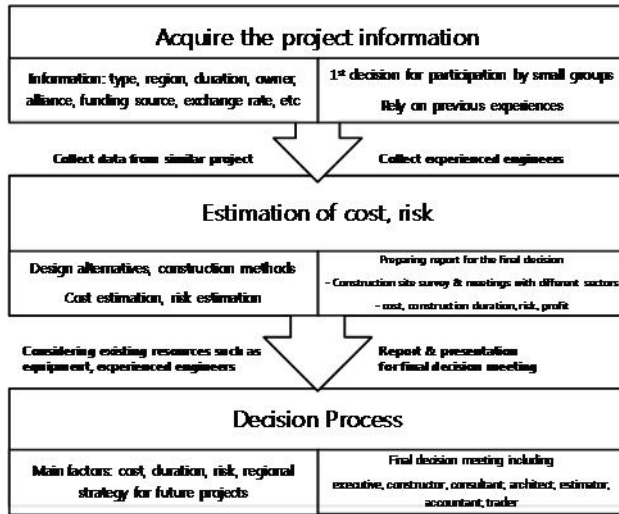 Acquire the project information
Information: type, region, duration, owner,
alliance, funding source, exchange rate, etc
1st decision for participation by small groups
Rely on previous experiences
Collect data from similar project
Collect experienced engineers
Estimation of cost, risk
Design alternatives, construction methods
Cost estimation, risk estimation
Preparing report for the final decision
- Construction site survey & meetings with different sectors
- cost, construction duration, risk, profit
Considering existing resources such as
equipment, experienced engineers
Report & presentation
for final decision meeting
Decision Process
Main factors: cost, duration, risk, regional
strategy for future projects
Final decision meeting including
executive, constructor, consultant, architect, estimator,
accountant, trader